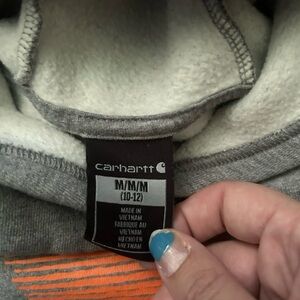 carhartt
M/M/M
(10-12)
MADE IN
VIETNAM
FABRIQUÉ AU
VIETNAM
HECHO EN
VIETNAM